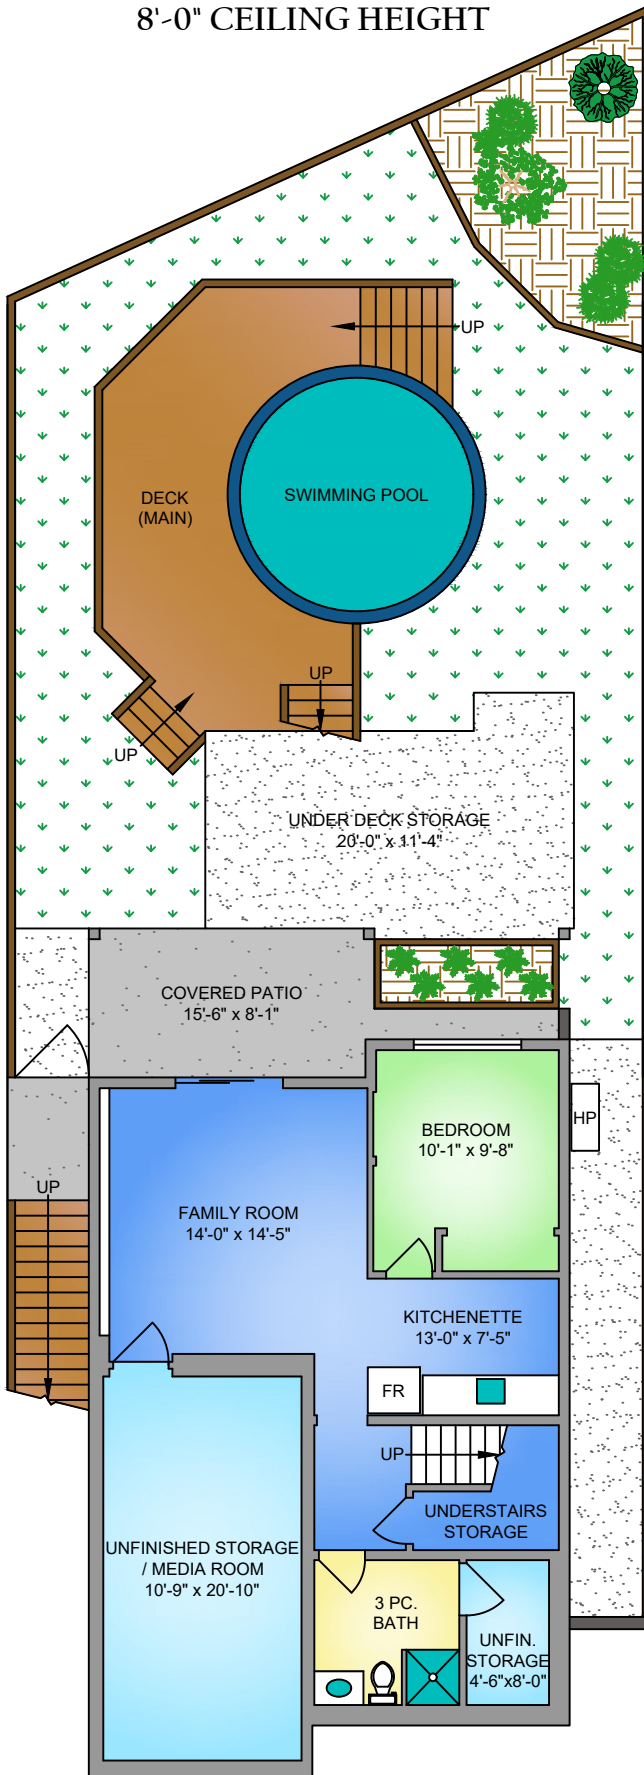 8'-0" CEILING HEIGHT
UP
DECK
(MAIN)
SWIMMING POOL
UP
UP
UNDER DECK STORAGE
20'-0" x 11'-4"
COVERED PATIO
15'-6" x 8'-1"
HP
BEDROOM
10'-1" x 9'-8"
UP
FAMILY ROOM
14'-0" x 14'-5"
KITCHENETTE
13'-0" x 7'-5"
FR
UP
UNDERSTAIRS
STORAGE
UNFINISHED STORAGE
/ MEDIA ROOM
10'-9" x 20'-10"
3 PC.
BATH
UNFIN.
STORAGE
4'-6"x8'-0"